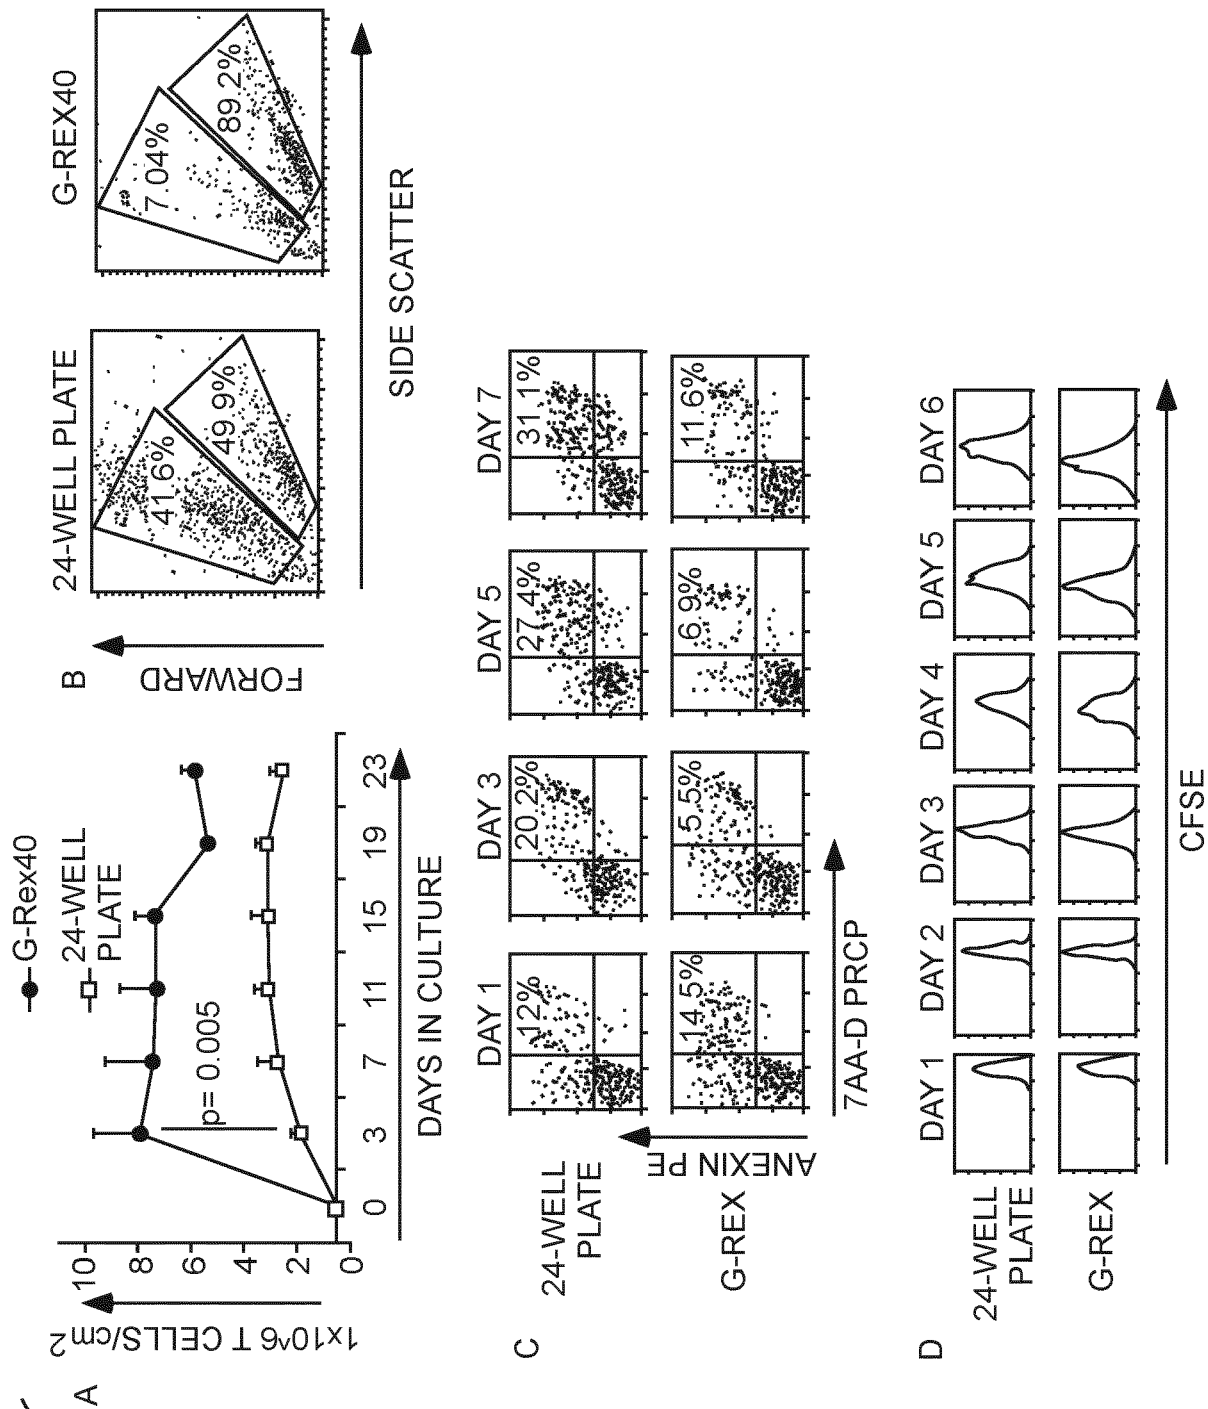 A
1x10^6 T CELLS/cm2
10
8
6
4
2
0
G-Rex40
24-WELL
PLATE
p= 0.005
0
3
7
11
15
19
23
DAYS IN CULTURE
B
24-WELL PLATE
G-REX40
41.6%
49.9%
7.04%
89.2%
FORWARD
SIDE SCATTER
C
DAY 1
DAY 3
DAY 5
DAY 7
24-WELL
PLATE
12%
20.2%
27.4%
31.1%
G-REX
14.5%
5.5%
6.9%
11.6%
ANEXIN PE
7AA-D PRCP
D
DAY 1
DAY 2
DAY 3
DAY 4
DAY 5
DAY 6
24-WELL
PLATE
G-REX
CFSE